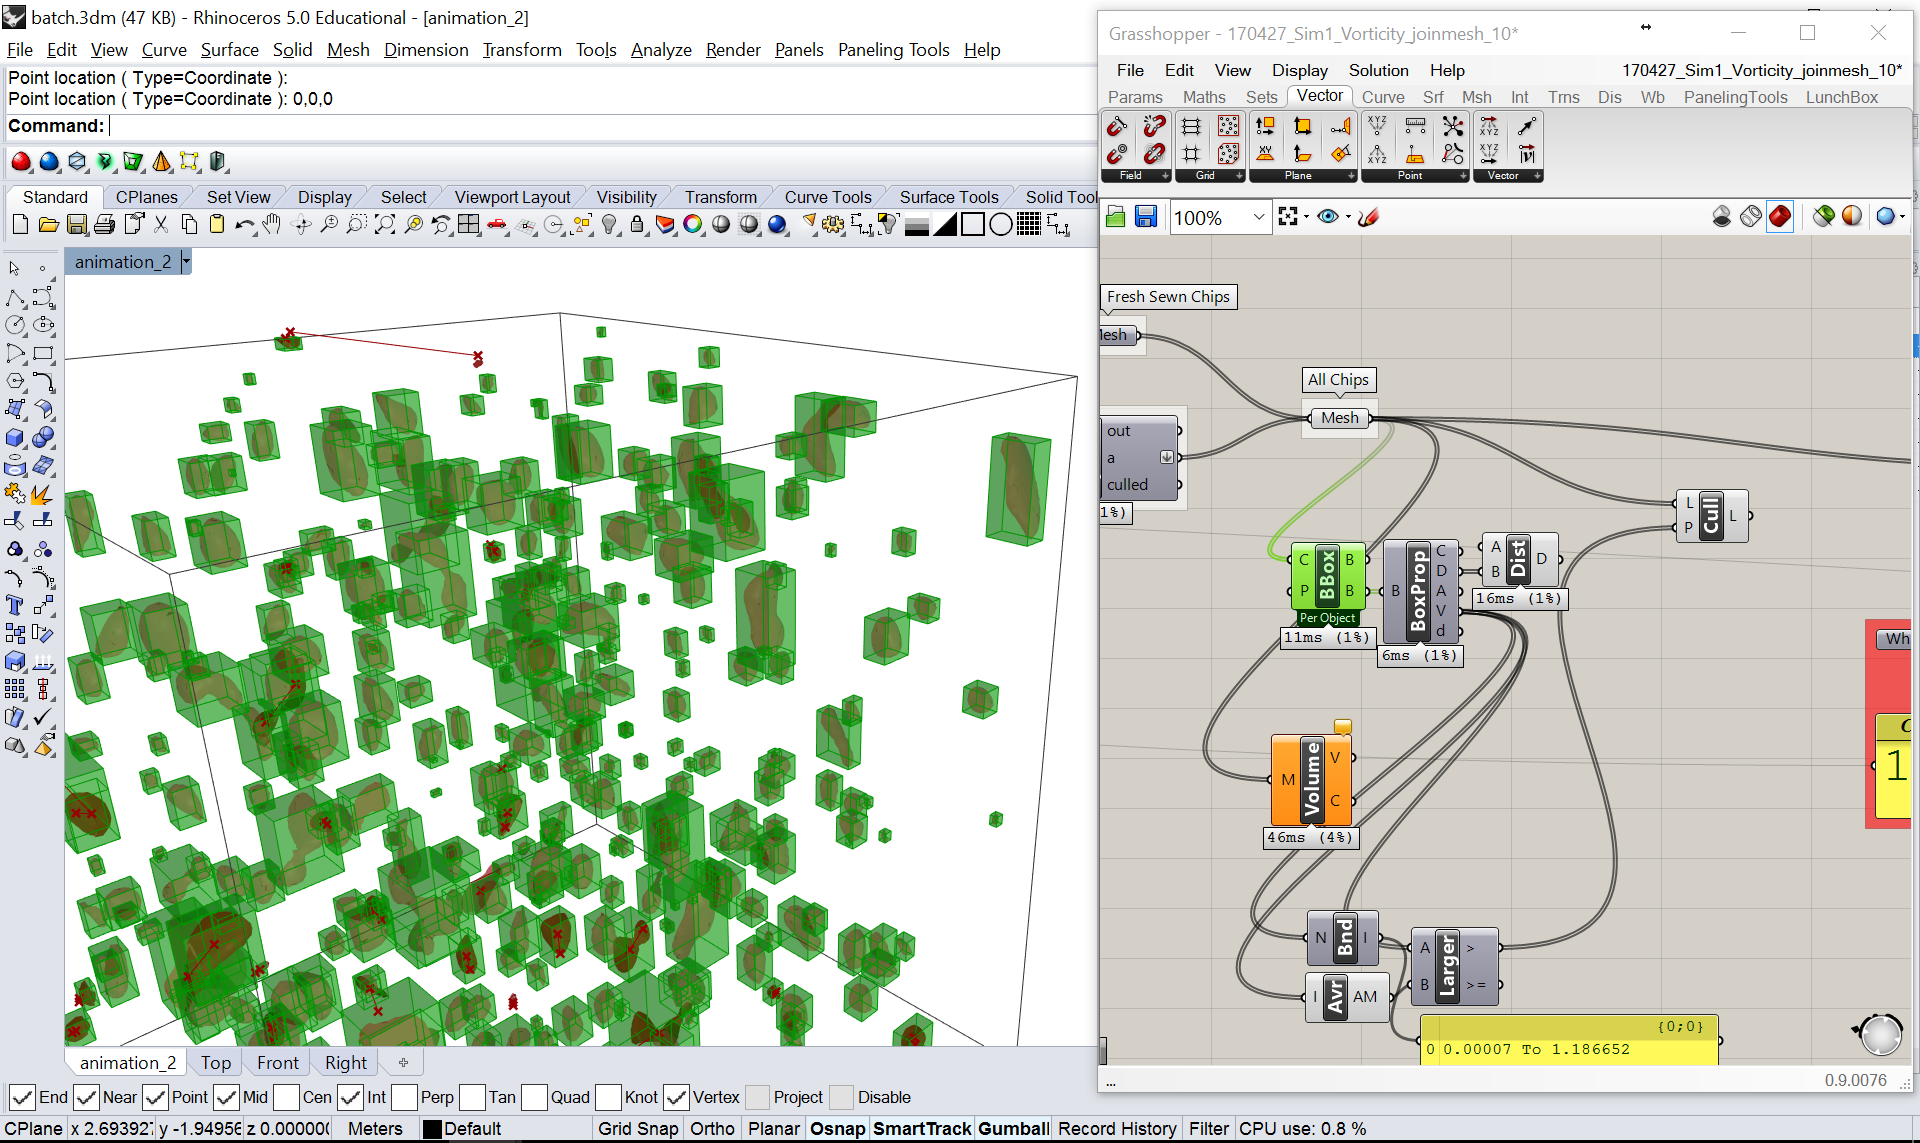 batch.3dm (47 KB) - Rhinoceros 5.0 Educational - [animation_2]
File Edit View Curve Surface Solid Mesh Dimension Transform Tools Analyze Render Panels Paneling Tools Help
Point location ( Type=Coordinate ):
Point location ( Type=Coordinate ): 0,0,0
Command:
Standard CPlanes Set View Display Select Viewport Layout Visibility Transform Curve Tools Surface Tools Solid Tool
animation_2
animation_2 Top Front Right
End Near Point Mid Cen Int Perp Tan Quad Knot Vertex Project Disable
CPlane x 2.69392 y -1.94956 z 0.00000 Meters Default Grid Snap Ortho Planar Osnap SmartTrack Gumball Record History Filter CPU use: 0.8 %
Grasshopper - 170427_Sim1_Vorticity_joinmesh_10*
File Edit View Display Solution Help 170427_Sim1_Vorticity_joinmesh_10*
Params Maths Sets Vector Curve Srf Msh Int Trns Dis Wb PanelingTools LunchBox
Field Grid Plane Point Vector
100%
Fresh Sewn Chips
Mesh
All Chips
Mesh
out
a
culled
1%)
L
P
Cull
L
C
P
BBox
B
B
Per Object
11ms (1%)
B
BoxProp
C
D
A
V
d
6ms (1%)
A
B
Dist
D
16ms (1%)
Wh
C
1
M
Volume
V
C
46ms (4%)
N
Bnd
I
I
Avr
AM
A
B
Larger
>
>=
{0;0}
0 0.00007 To 1.186652
...
0.9.0076